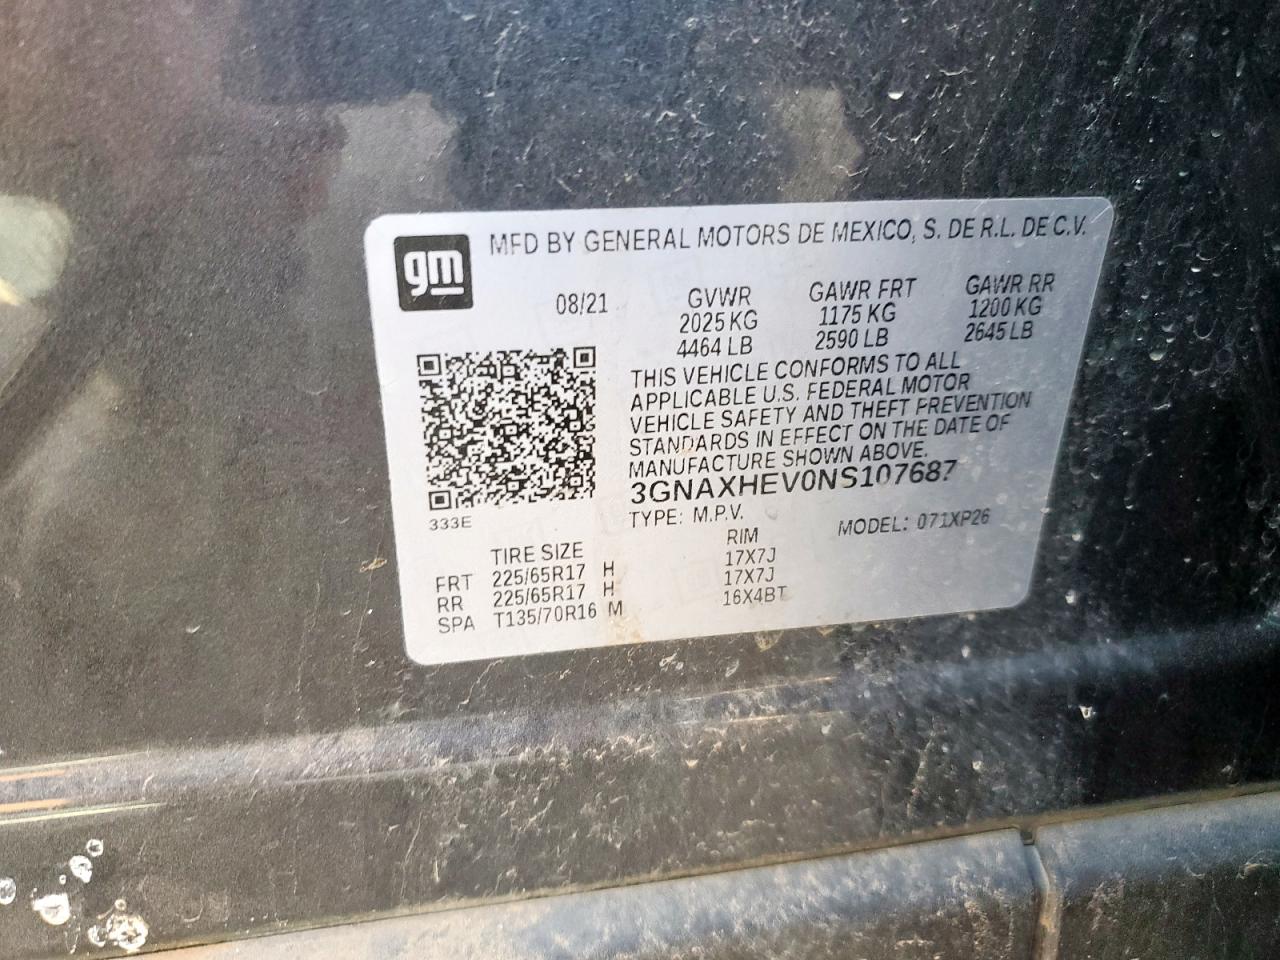 gm MFD BY GENERAL MOTORS DE MEXICO, S. DE R.L. DE C.V.
08/21 GVWR GAWR FRT GAWR RR
2025 KG 1175 KG 1200 KG
4464 LB 2590 LB 2645 LB
THIS VEHICLE CONFORMS TO ALL
APPLICABLE U.S. FEDERAL MOTOR
VEHICLE SAFETY AND THEFT PREVENTION
STANDARDS IN EFFECT ON THE DATE OF
MANUFACTURE SHOWN ABOVE.
3GNAXHEV0NS107687
333E
TYPE: M.P.V. MODEL: 071XP26
TIRE SIZE RIM
FRT 225/65R17 H 17X7J
RR 225/65R17 H 17X7J
SPA T135/70R16 M 16X4BT